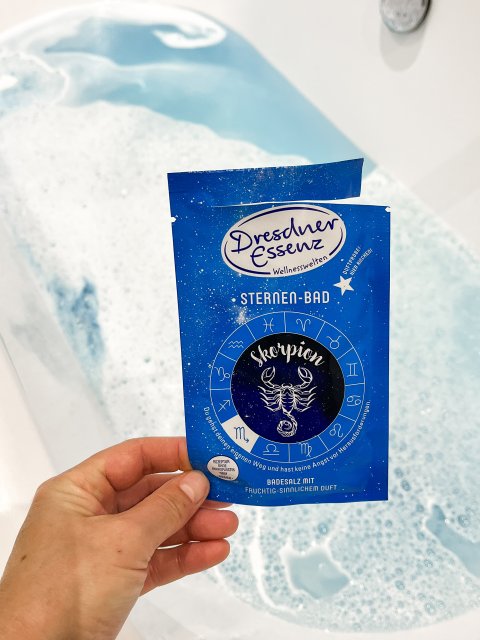 Dresdner
Essenz
Wellnesswelten
STERNEN-BAD
Skorpion
Du gehst deinen eigenen Weg und hast keine Angst vor Herausforderungen.
BADESALZ MIT
FRUCHTIG-SINNLICHEM DUFT